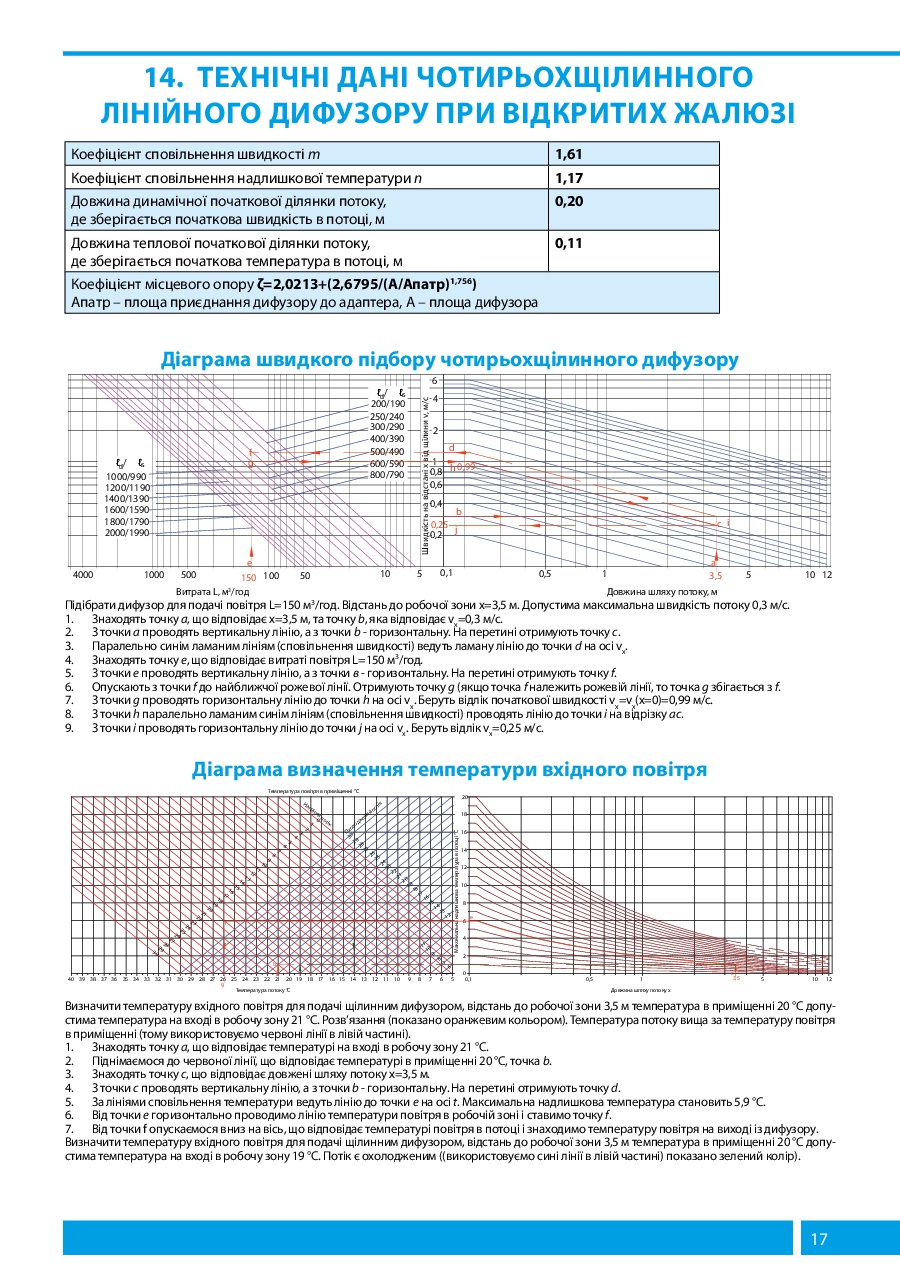 14. ТЕХНІЧНІ ДАНІ ЧОТИРЬОХЩІЛИННОГО
ЛІНІЙНОГО ДИФУЗОРУ ПРИ ВІДКРИТИХ ЖАЛЮЗІ
Коефіцієнт сповільнення швидкості m 1,61
Коефіцієнт сповільнення надлишкової температури n 1,17
Довжина динамічної початкової ділянки потоку, 0,20
де зберігається початкова швидкість в потоці, м
Довжина теплової початкової ділянки потоку, 0,11
де зберігається початкова температура в потоці, м
Коефіцієнт місцевого опору ζ=2,0213+(2,6795/(А/Апатр)1,756)
Апатр – площа приєднання дифузору до адаптера, А – площа дифузора
Діаграма швидкого підбору чотирьохщілинного дифузору
200/190
250/240
300/290
400/390
500/490
600/590
800/790
1000/990
1200/1190
1400/1390
1600/1590
1800/1790
2000/1990
Швидкість на відстані х від щілини v, м/с
6
4
2
1
0,8
0,6
0,4
0,25
0,2
d
h 0,99
b
j
c i
a
f
g
e
4000 1000 500 150 100 50 10 5 0,1 0,5 1 3,5 5 10 12
Витрата L, м³/год Довжина шляху потоку, м
Підібрати дифузор для подачі повітря L=150 м³/год. Відстань до робочої зони х=3,5 м. Допустима максимальна швидкість потоку 0,3 м/с.
1. Знаходять точку a, що відповідає х=3,5 м, та точку b, яка відповідає vx=0,3 м/с.
2. З точки a проводять вертикальну лінію, а з точки b - горизонтальну. На перетині отримують точку c.
3. Паралельно синім ламаним лініям (сповільнення швидкості) ведуть ламану лінію до точки d на осі vx.
4. Знаходять точку e, що відповідає витраті повітря L=150 м³/год.
5. З точки e проводять вертикальну лінію, а з точки в - горизонтальну. На перетині отримують точку f.
6. Опускають з точки f до найближчої рожевої лінії. Отримують точку g (якщо точка f належить рожевій лінії, то точка g збігається з f.
7. З точки g проводять горизонтальну лінію до точки h на осі vx. Беруть відлік початкової швидкості vx=vx(x=0)=0,99 м/с.
8. З точки h паралельно ламаним синім лініям (сповільнення швидкості) проводять лінію до точки i на відрізку ac.
9. З точки i проводять горизонтальну лінію до точки j на осі vx. Беруть відлік vx=0,25 м/с.
Діаграма визначення температури вхідного повітря
Температура повітря в приміщенні °С
Максимально надлишкова температура в потоці °С
20
18
16
14
12
10
8
6
4
2
0
40 39 38 37 36 35 34 33 32 31 30 29 28 27 26 25 24 23 22 21 20 19 18 17 16 15 14 13 12 11 10 9 8 7 6 5 0,1 0,5 1 5 10 12
Температура потоку °С Довжина шляху потоку х
Визначити температуру вхідного повітря для подачі щілинним дифузором, відстань до робочої зони 3,5 м температура в приміщенні 20 °С допу-
стима температура на вході в робочу зону 21 °С. Розв’язання (показано оранжевим кольором). Температура потоку вища за температуру повітря
в приміщенні (тому використовуємо червоні лінії в лівій частині).
1. Знаходять точку a, що відповідає температурі на вході в робочу зону 21 °С.
2. Піднімаємося до червоної лінії, що відповідає температурі в приміщенні 20 °С, точка b.
3. Знаходять точку c, що відповідає довжені шляху потоку х=3,5 м.
4. З точки c проводять вертикальну лінію, а з точки b - горизонтальну. На перетині отримують точку d.
5. За лініями сповільнення температури ведуть лінію до точки e на осі t. Максимальна надлишкова температура становить 5,9 °С.
6. Від точки e горизонтально проводимо лінію температури повітря в робочій зоні і ставимо точку f.
7. Від точки f опускаємося вниз на вісь, що відповідає температурі повітря в потоці і знаходимо температуру повітря на виході із дифузору.
Визначити температуру вхідного повітря для подачі щілинним дифузором, відстань до робочої зони 3,5 м температура в приміщенні 20 °С допу-
стима температура на вході в робочу зону 19 °С. Потік є охолодженим ((використовуємо сині лінії в лівій частині) показано зелений колір).
17